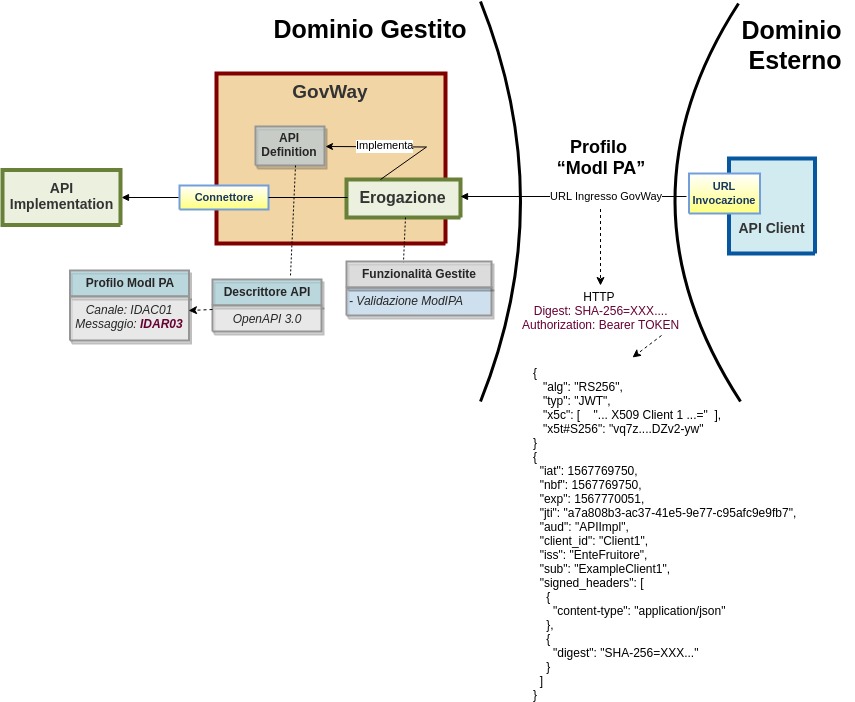 Dominio Gestito
Dominio
Esterno
GovWay
API
Definition
Implementa
Profilo
“ModI PA”
API
Implementation
Connettore
Erogazione
URL Ingresso GovWay
URL
Invocazione
API Client
Profilo ModI PA
Canale: IDAC01
Messaggio: IDAR03
Descrittore API
OpenAPI 3.0
Funzionalità Gestite
- Validazione ModIPA
HTTP
Digest: SHA-256=XXX....
Authorization: Bearer TOKEN
{
"alg": "RS256",
"typ": "JWT",
"x5c": [ "... X509 Client 1 ...=" ],
"x5t#S256": "vq7z....DZv2-yw"
}
{
"iat": 1567769750,
"nbf": 1567769750,
"exp": 1567770051,
"jti": "a7a808b3-ac37-41e5-9e77-c95afc9e9fb7",
"aud": "APIImpl",
"client_id": "Client1",
"iss": "EnteFruitore",
"sub": "ExampleClient1",
"signed_headers": [
{
"content-type": "application/json"
},
{
"digest": "SHA-256=XXX..."
}
]
}